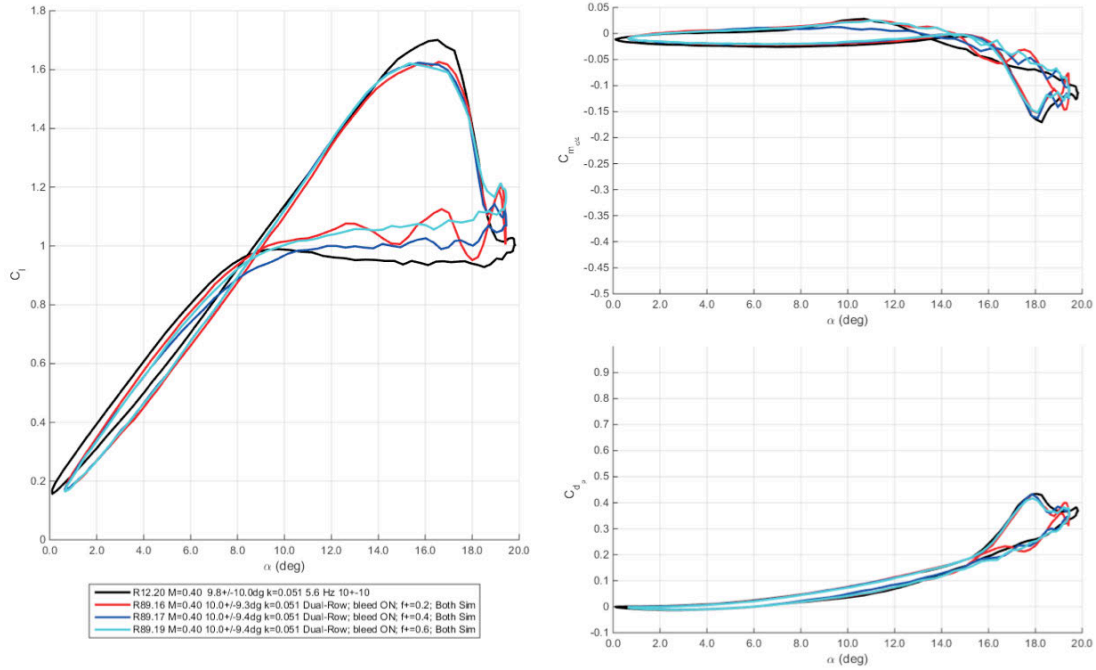 1.8
1.6
1.4
1.2
1
0.8
0.6
0.4
0.2
0
C_l
0.0 2.0 4.0 6.0 8.0 10.0 12.0 14.0 16.0 18.0 20.0
α (deg)
R12.20 M=0.40 9.8+/-10.0dg k=0.051 5.6 Hz 10+-10
R89.16 M=0.40 10.0+/-9.3dg k=0.051 Dual-Row; bleed ON; f+=0.2; Both Sim
R89.17 M=0.40 10.0+/-9.4dg k=0.051 Dual-Row; bleed ON; f+=0.4; Both Sim
R89.19 M=0.40 10.0+/-9.4dg k=0.051 Dual-Row; bleed ON; f+=0.6; Both Sim
0.05
0
-0.05
-0.1
-0.15
-0.2
-0.25
-0.3
-0.35
-0.4
-0.45
-0.5
C_m_c/4
0.0 2.0 4.0 6.0 8.0 10.0 12.0 14.0 16.0 18.0 20.0
α (deg)
0.9
0.8
0.7
0.6
0.5
0.4
0.3
0.2
0.1
0
-0.1
C_d_p
0.0 2.0 4.0 6.0 8.0 10.0 12.0 14.0 16.0 18.0 20.0
α (deg)